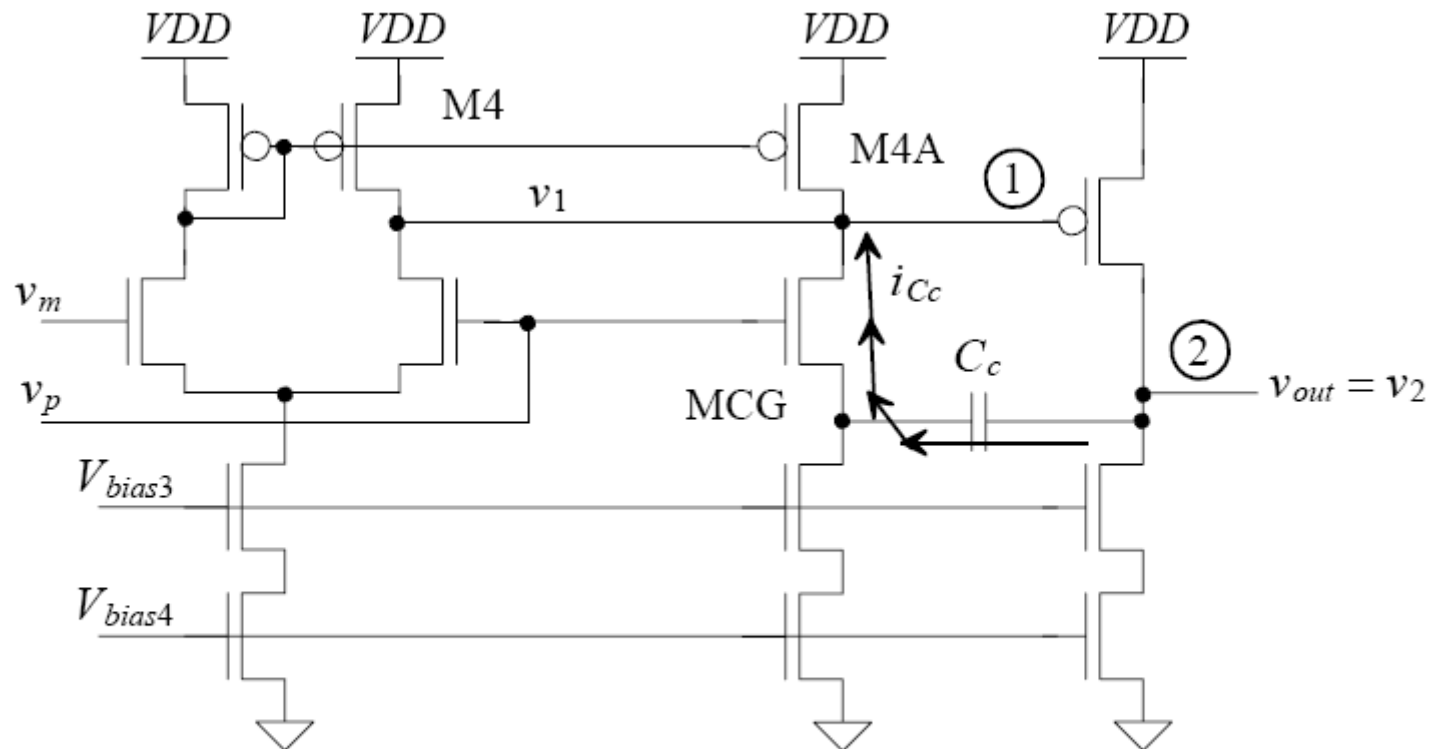 VDD VDD VDD VDD
M4
M4A
1
v1
vm
iCc
2
Cc
vp
MCG
vout = v2
Vbias3
Vbias4